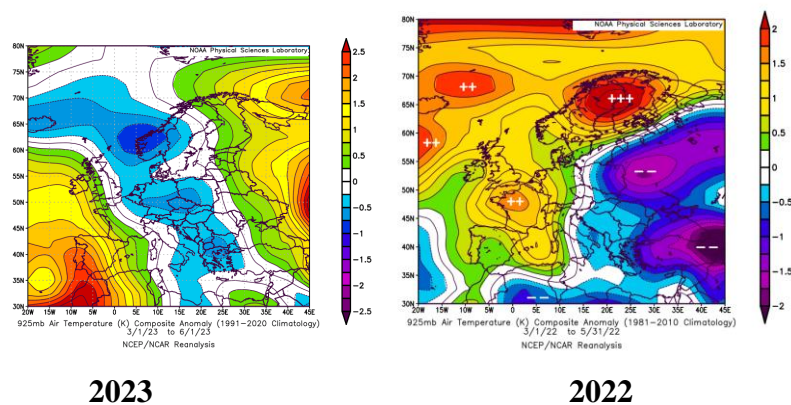 NOAA Physical Sciences Laboratory
80N
75N
70N
65N
60N
55N
50N
45N
40N
35N
30N
20W 15W 10W 5W 0 5E 10E 15E 20E 25E 30E 35E 40E 45E
2.5
2
1.5
1
0.5
0
-0.5
-1
-1.5
-2
-2.5
925mb Air Temperature (K) Composite Anomaly (1991-2020 Climatology)
3/1/23 to 6/1/23
NCEP/NCAR Reanalysis
2023
NOAA Physical Sciences Laboratory
80N
75N
70N
65N
60N
55N
50N
45N
40N
35N
30N
++
+++
++
++
−−
−−
−−
20W 15W 10W 5W 0 5E 10E 15E 20E 25E 30E 35E 40E 45E
2
1.5
1
0.5
0
-0.5
-1
-1.5
-2
925mb Air Temperature (K) Composite Anomaly (1981-2010 Climatology)
3/1/22 to 5/31/22
NCEP/NCAR Reanalysis
2022